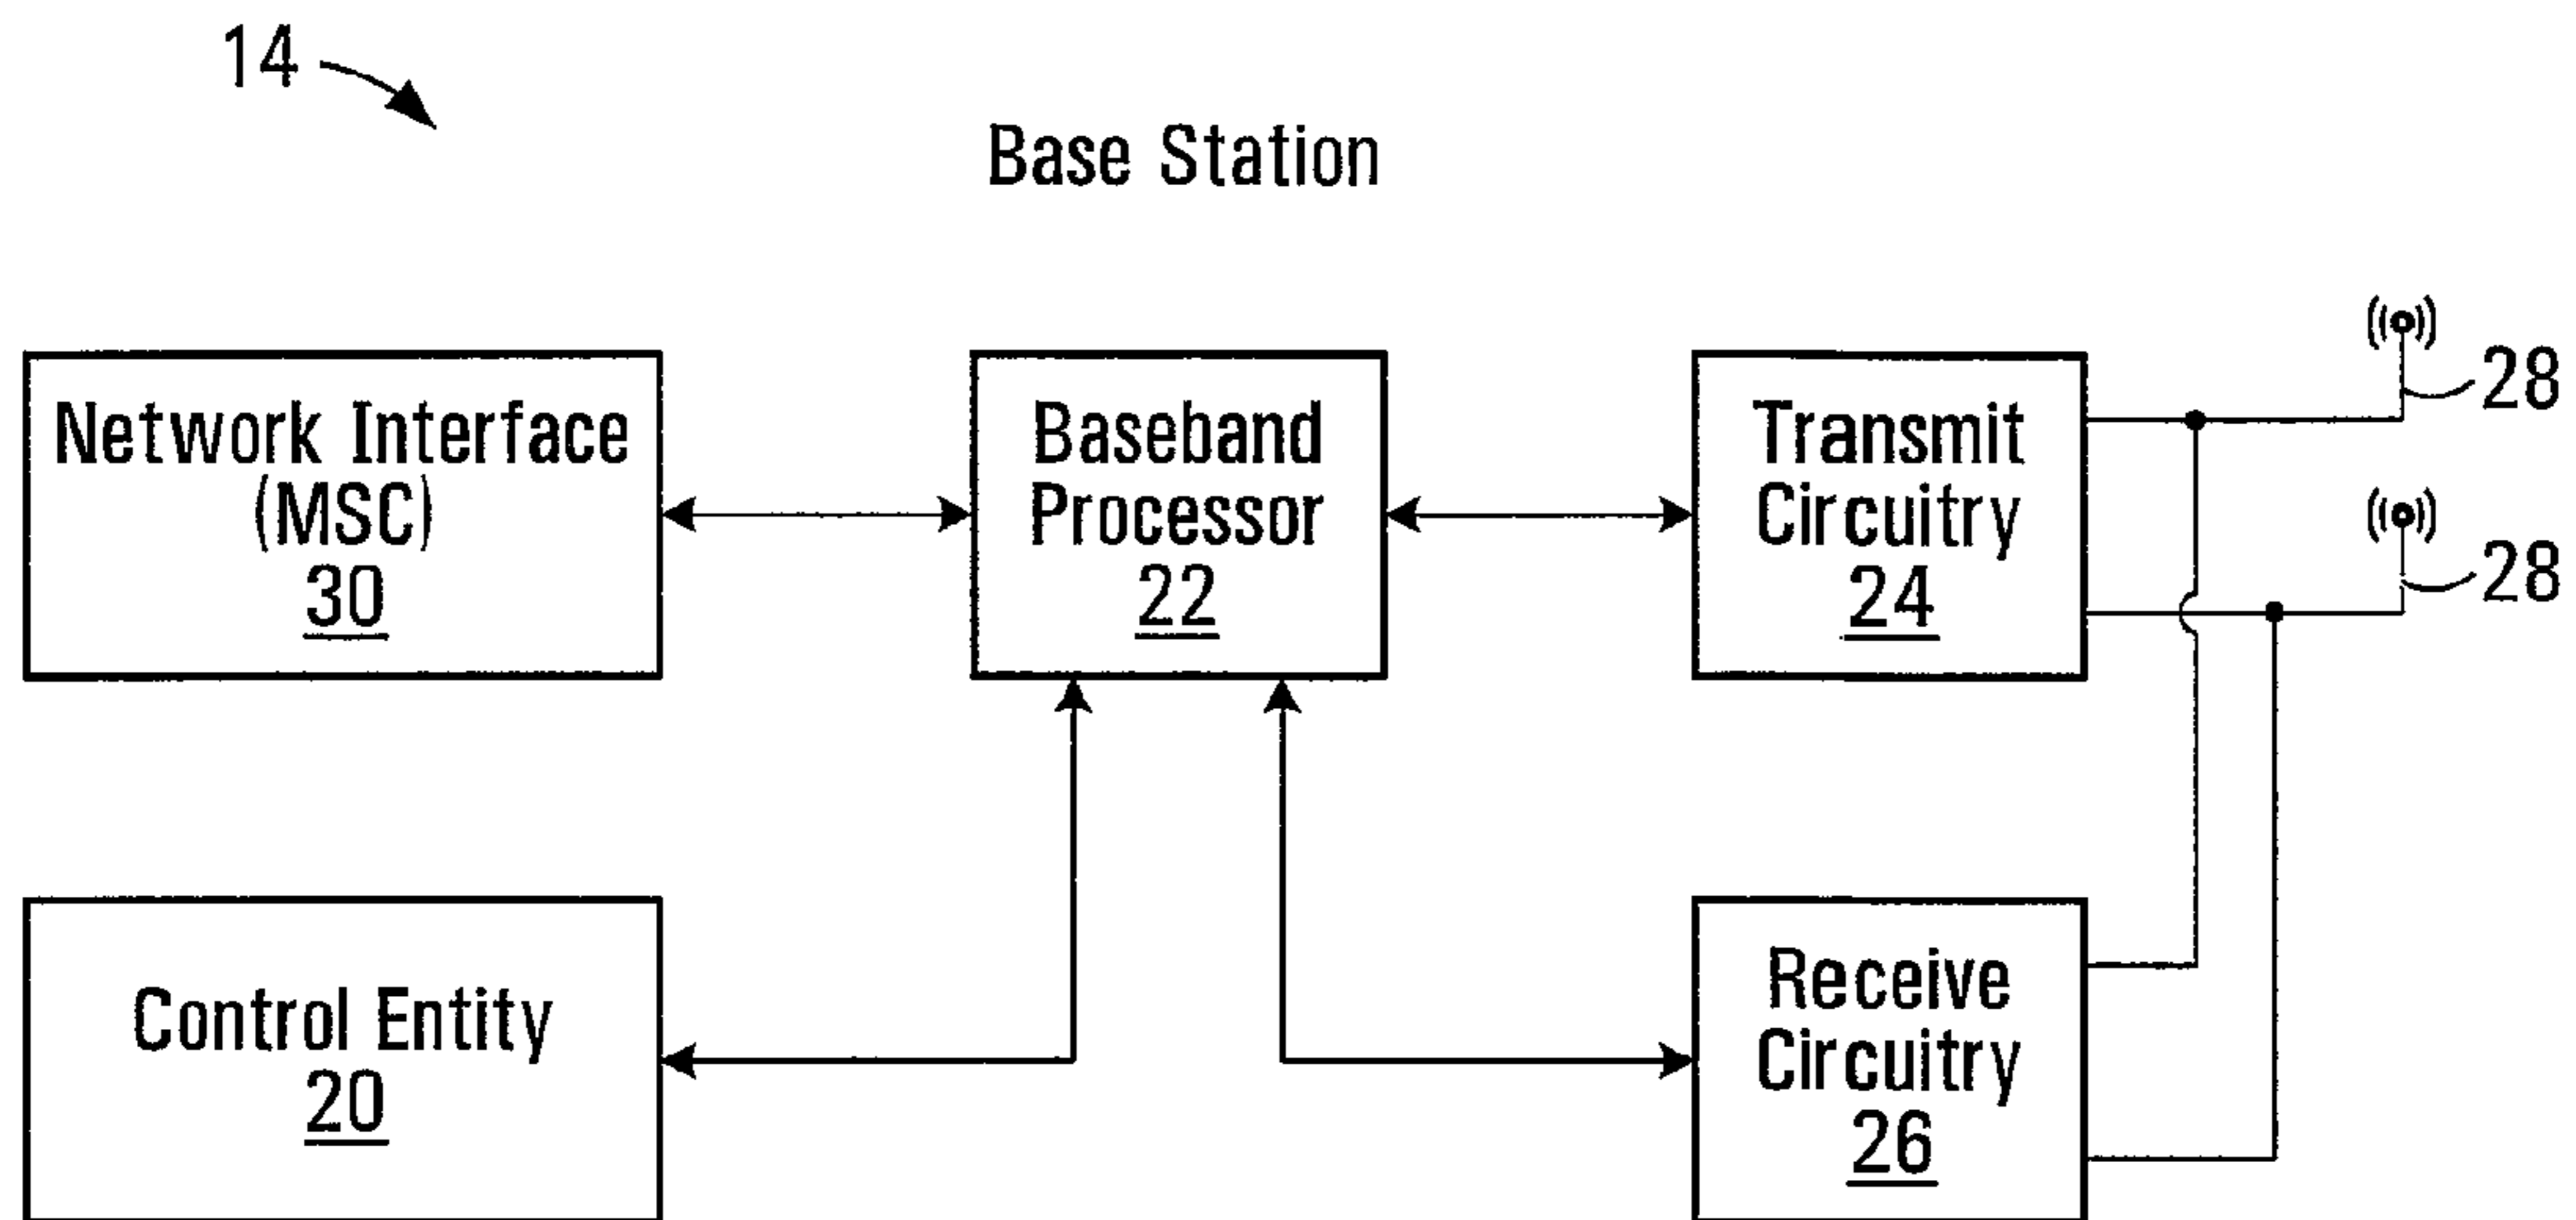 14
Base Station
Network Interface
(MSC)
30
Baseband
Processor
22
Transmit
Circuitry
24
28
28
Control Entity
20
Receive
Circuitry
26